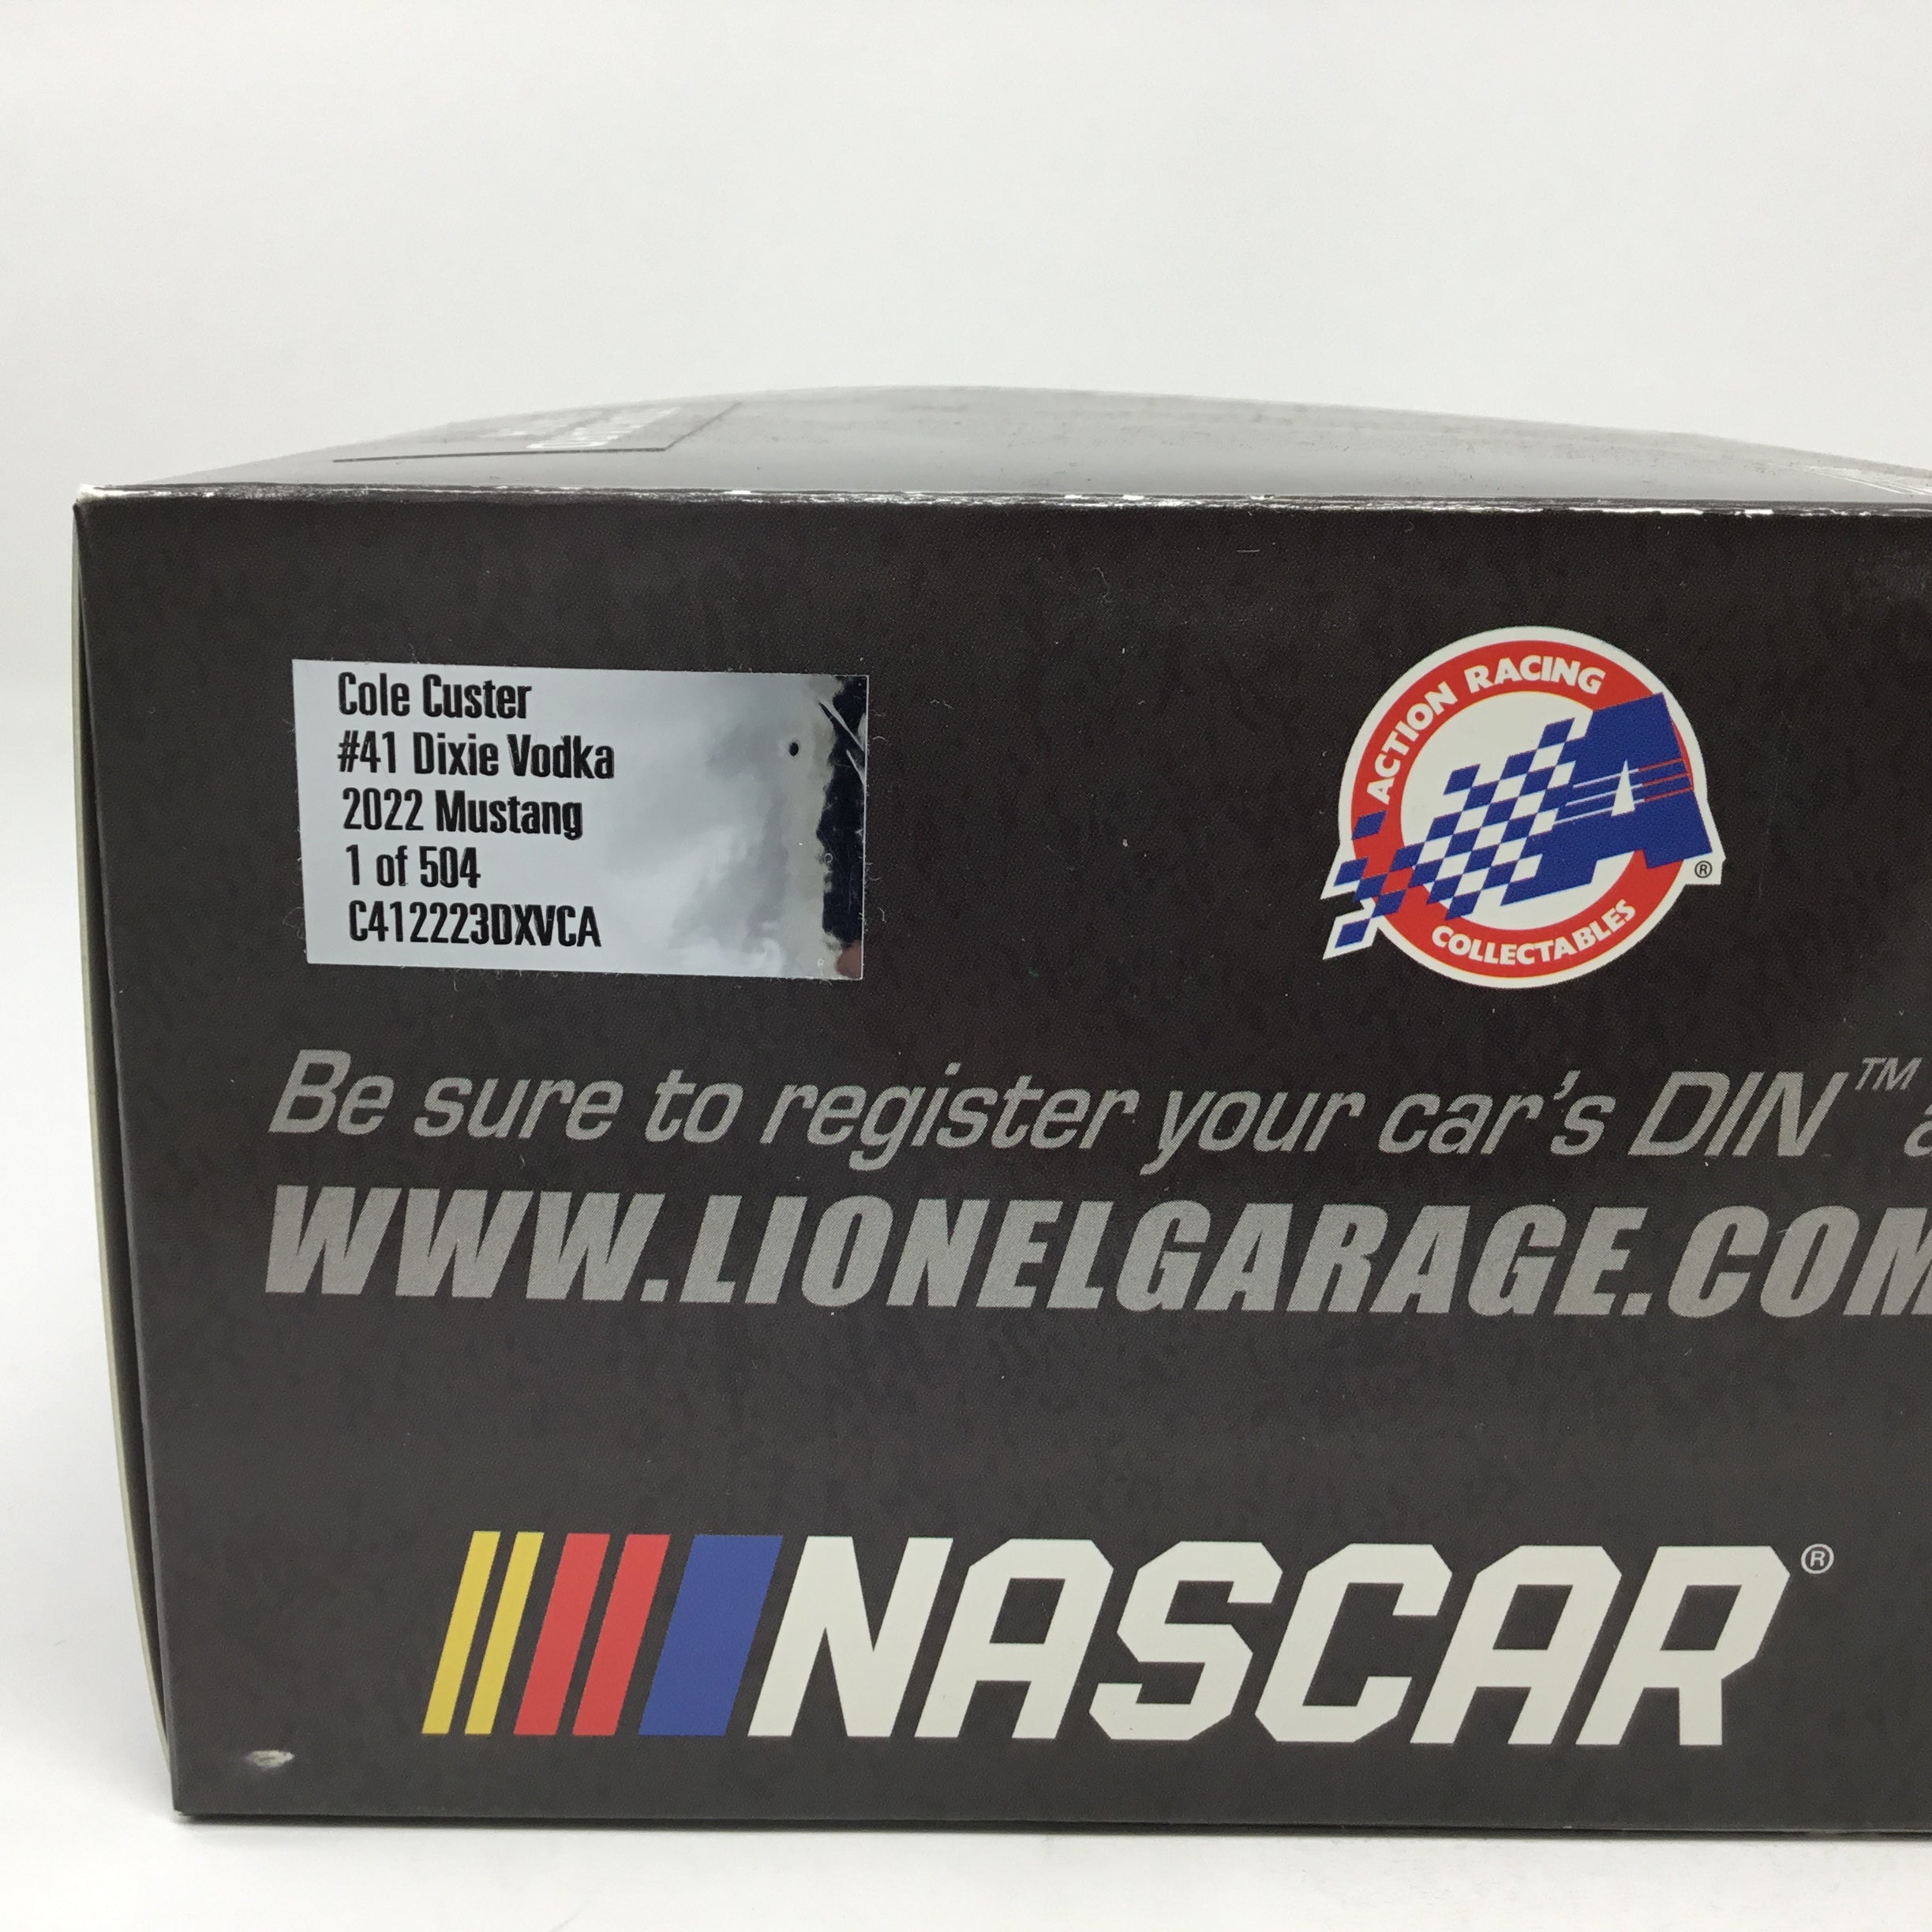 Cole Custer
#41 Dixie Vodka
2022 Mustang
1 of 504
C412223DXVCA
ACTION RACING
A
®
COLLECTABLES
Be sure to register your car's DIN™
WWW.LIONELGARAGE.COM
NASCAR®